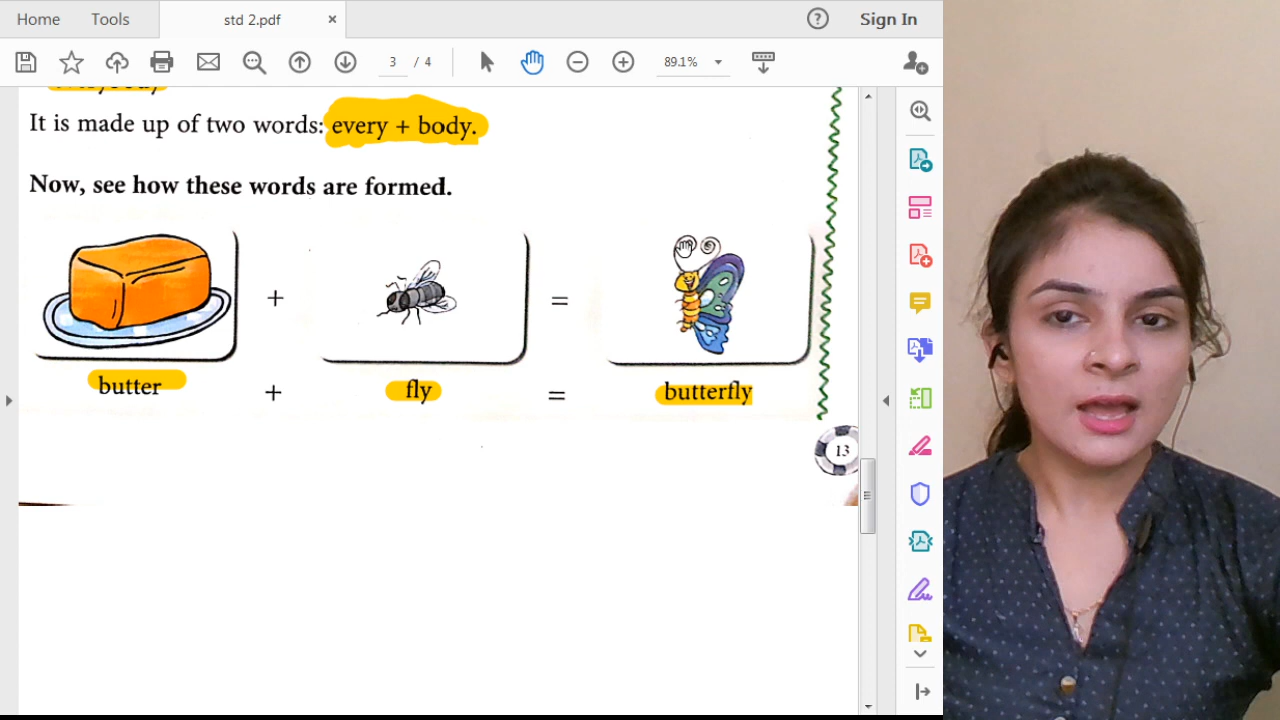 Home Tools std 2.pdf × ? Sign In
3 / 4 89.1%
It is made up of two words: every + body.
Now, see how these words are formed.
+ =
butter + fly = butterfly
13